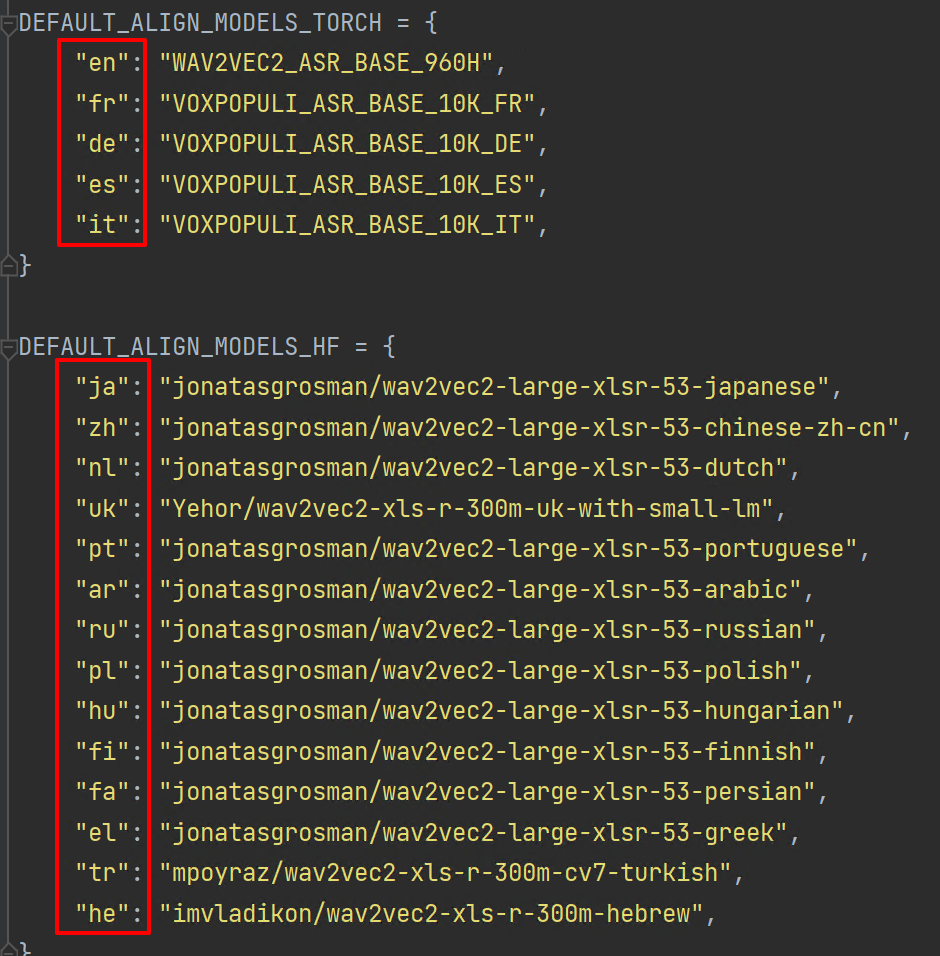 DEFAULT_ALIGN_MODELS_TORCH = {
    "en": "WAV2VEC2_ASR_BASE_960H",
    "fr": "VOXPOPULI_ASR_BASE_10K_FR",
    "de": "VOXPOPULI_ASR_BASE_10K_DE",
    "es": "VOXPOPULI_ASR_BASE_10K_ES",
    "it": "VOXPOPULI_ASR_BASE_10K_IT",
}
DEFAULT_ALIGN_MODELS_HF = {
    "ja": "jonatasgrosman/wav2vec2-large-xlsr-53-japanese",
    "zh": "jonatasgrosman/wav2vec2-large-xlsr-53-chinese-zh-cn",
    "nl": "jonatasgrosman/wav2vec2-large-xlsr-53-dutch",
    "uk": "Yehor/wav2vec2-xls-r-300m-uk-with-small-lm",
    "pt": "jonatasgrosman/wav2vec2-large-xlsr-53-portuguese",
    "ar": "jonatasgrosman/wav2vec2-large-xlsr-53-arabic",
    "ru": "jonatasgrosman/wav2vec2-large-xlsr-53-russian",
    "pl": "jonatasgrosman/wav2vec2-large-xlsr-53-polish",
    "hu": "jonatasgrosman/wav2vec2-large-xlsr-53-hungarian",
    "fi": "jonatasgrosman/wav2vec2-large-xlsr-53-finnish",
    "fa": "jonatasgrosman/wav2vec2-large-xlsr-53-persian",
    "el": "jonatasgrosman/wav2vec2-large-xlsr-53-greek",
    "tr": "mpoyraz/wav2vec2-xls-r-300m-cv7-turkish",
    "he": "imvladikon/wav2vec2-xls-r-300m-hebrew",
}